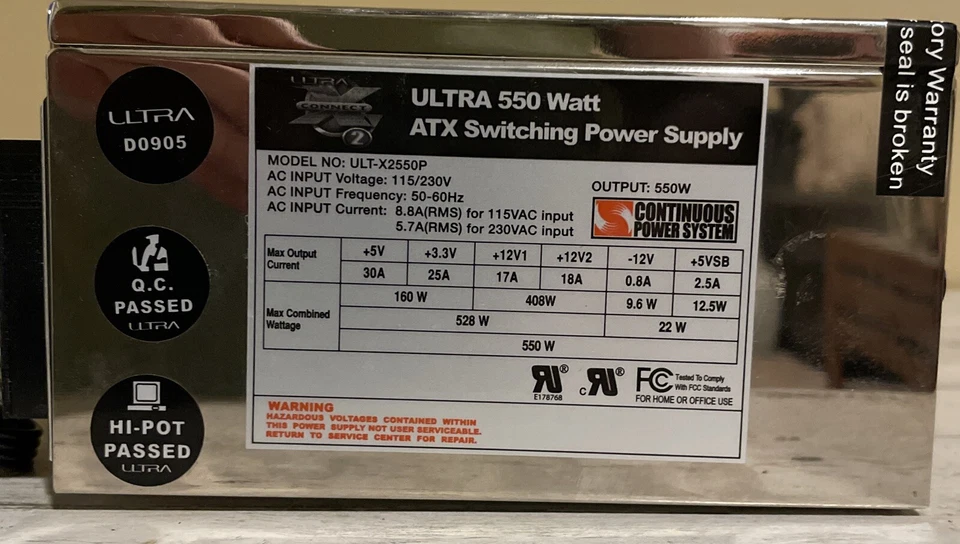 ULTRA
D0905
Q.C.
PASSED
ULTRA
HI-POT
PASSED
ULTRA
ULTRA
X CONNECT
2
ULTRA 550 Watt
ATX Switching Power Supply
MODEL NO: ULT-X2550P
AC INPUT Voltage: 115/230V
AC INPUT Frequency: 50-60Hz
AC INPUT Current: 8.8A(RMS) for 115VAC input
5.7A(RMS) for 230VAC input
OUTPUT: 550W
CONTINUOUS
POWER SYSTEM
Max Output Current +5V +3.3V +12V1 +12V2 -12V +5VSB
30A 25A 17A 18A 0.8A 2.5A
Max Combined Wattage 160 W 408W 9.6 W 12.5W
528 W 22 W
550 W
RU® c RU® FC Tested To Comply
With FCC Standards
E178768 FOR HOME OR OFFICE USE
WARNING
HAZARDOUS VOLTAGES CONTAINED WITHIN
THIS POWER SUPPLY NOT USER SERVICEABLE.
RETURN TO SERVICE CENTER FOR REPAIR.
ory Warranty
seal is broken